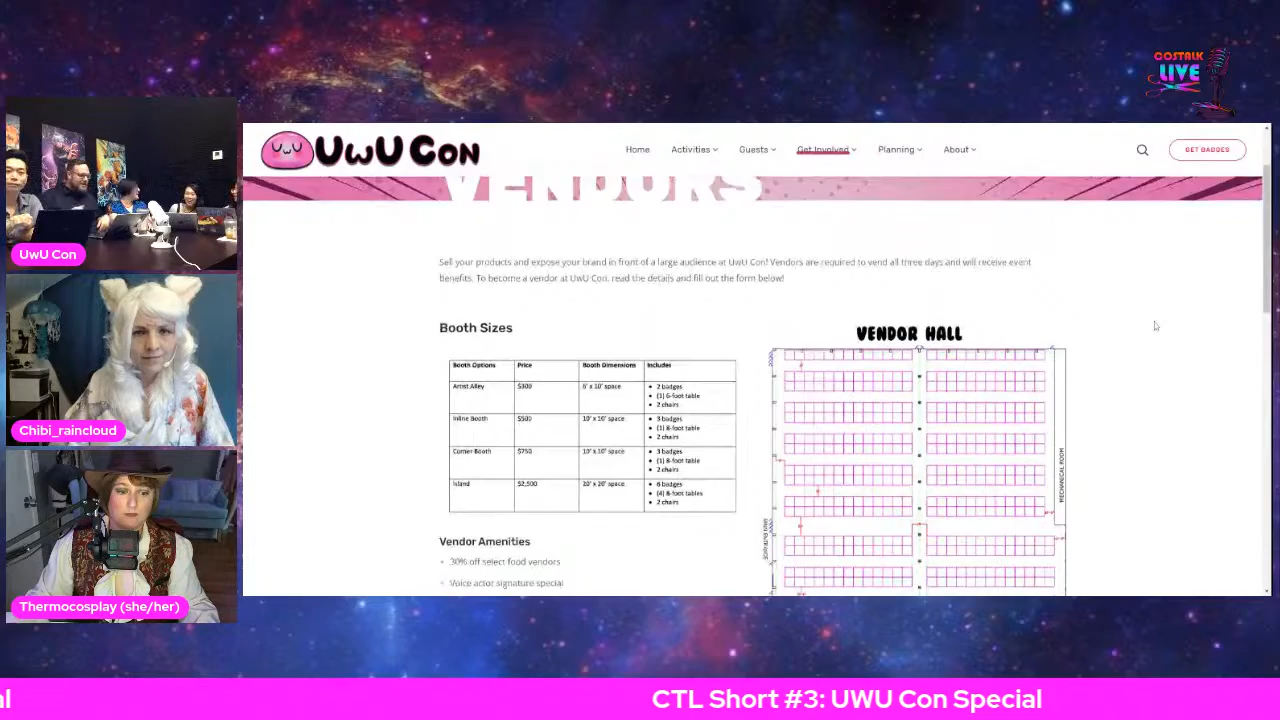 COSTALK
LIVE
UwU Con
Home
Activities
Guests
Get Involved
Planning
About
GET BADGES
VENDORS
Sell your products and expose your brand in front of a large audience at UwU Con! Vendors are required to vend all three days and will receive event
benefits. To become a vendor at UwU Con, read the details and fill out the form below!
Booth Sizes
Booth Options Price Booth Dimensions Includes
Artist Alley $300 6' x 10' space • 2 badges
• (1) 6-foot table
• 2 chairs
Inline Booth $500 10' x 10' space • 3 badges
• (1) 8-foot table
• 2 chairs
Corner Booth $750 10' x 10' space • 3 badges
• (1) 8-foot table
• 2 chairs
Island $2,500 20' x 20' space • 6 badges
• (4) 8-foot tables
• 2 chairs
Vendor Amenities
• 30% off select food vendors
• Voice actor signature special
VENDOR HALL
MECHANICAL ROOM
UwU Con
Chibi_raincloud
Thermocosplay (she/her)
al
CTL Short #3: UWU Con Special